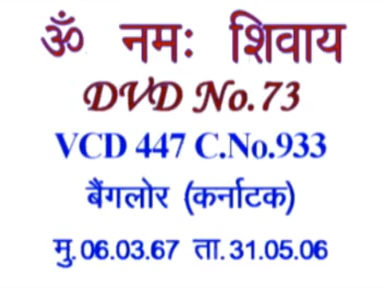 ॐ नमः शिवाय
DVD No.73
VCD 447 C.No.933
बैंगलोर (कर्नाटक)
मु.06.03.67 ता.31.05.06